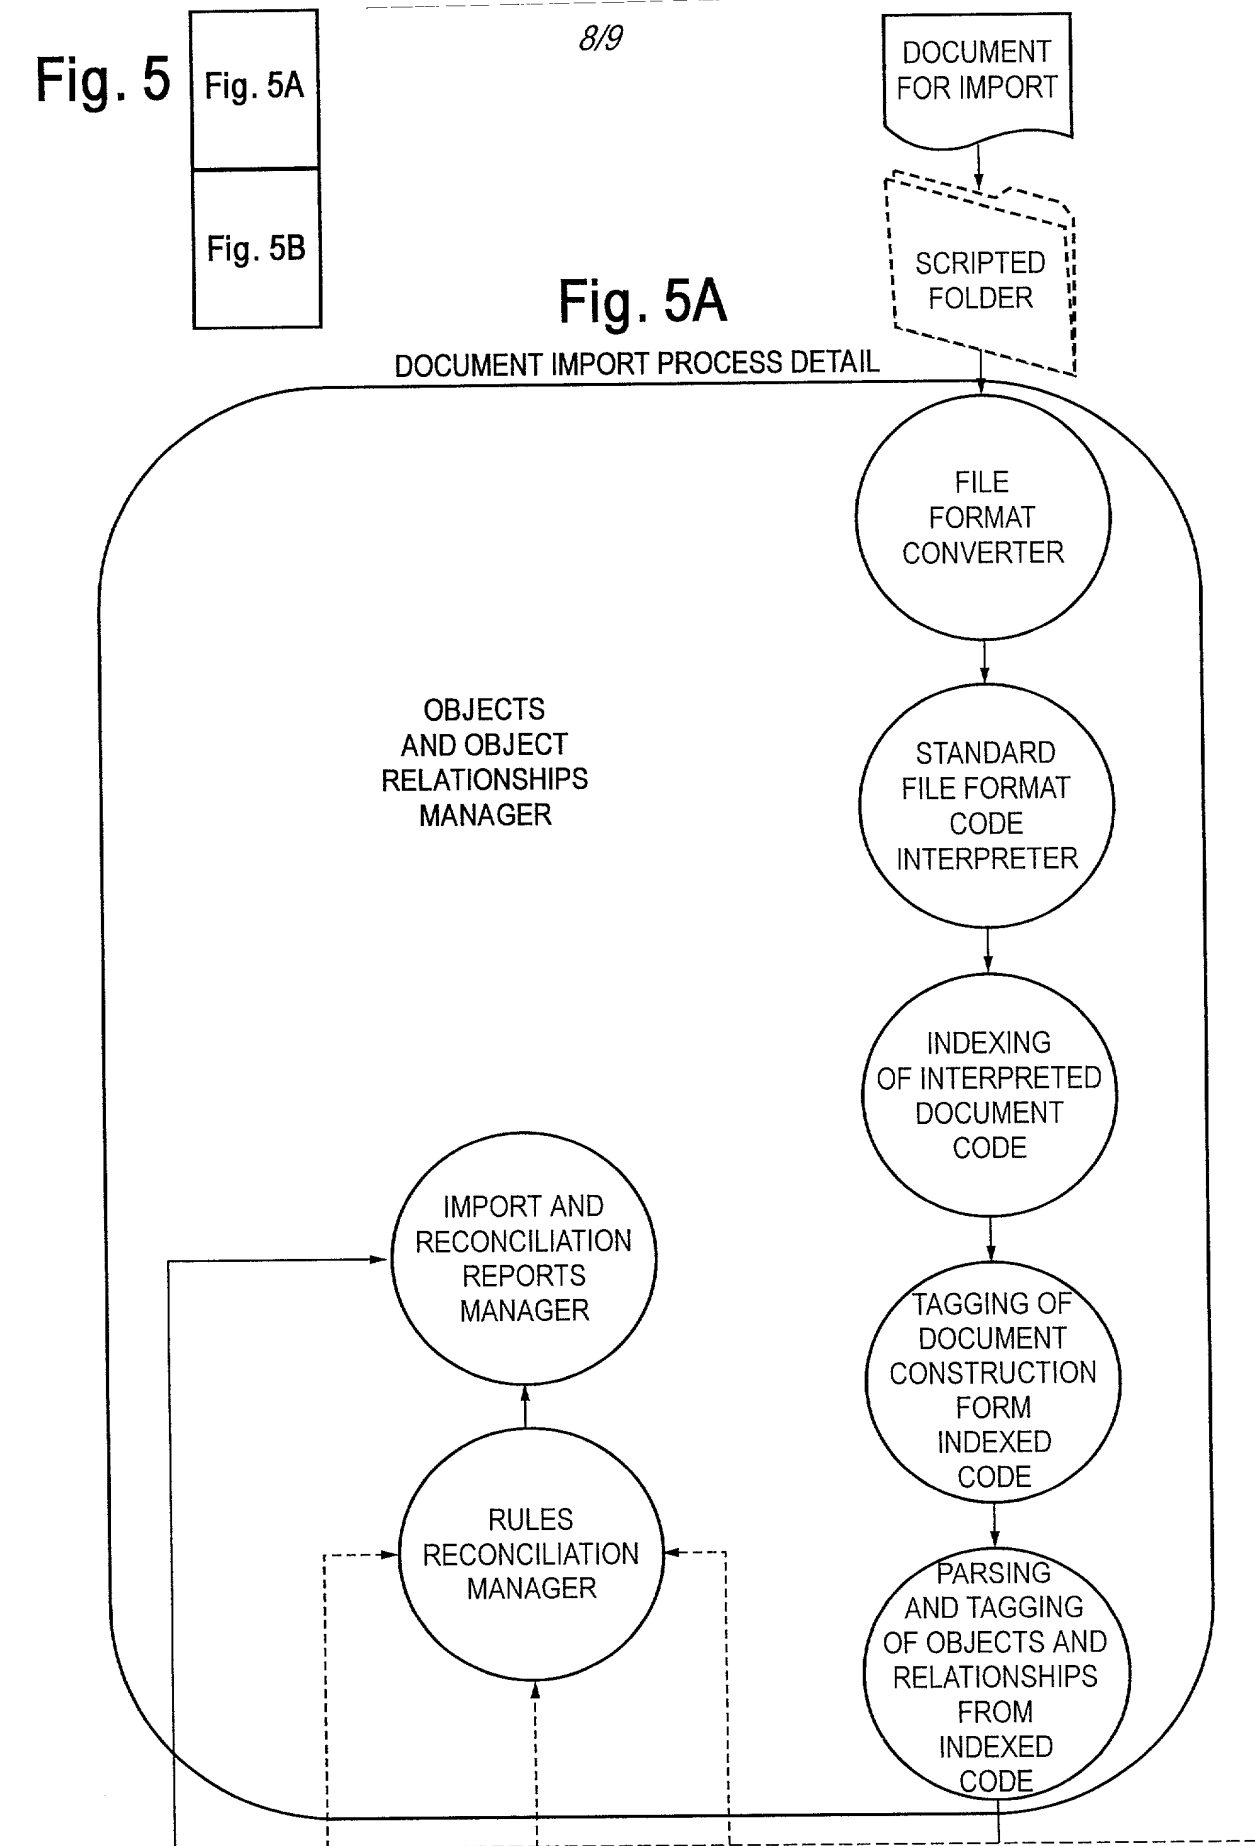 8/9
Fig. 5
Fig. 5A
Fig. 5B
DOCUMENT
FOR IMPORT
SCRIPTED
FOLDER
Fig. 5A
DOCUMENT IMPORT PROCESS DETAIL
FILE
FORMAT
CONVERTER
OBJECTS
AND OBJECT
RELATIONSHIPS
MANAGER
STANDARD
FILE FORMAT
CODE
INTERPRETER
INDEXING
OF INTERPRETED
DOCUMENT
CODE
IMPORT AND
RECONCILIATION
REPORTS
MANAGER
TAGGING OF
DOCUMENT
CONSTRUCTION
FORM
INDEXED
CODE
RULES
RECONCILIATION
MANAGER
PARSING
AND TAGGING
OF OBJECTS AND
RELATIONSHIPS
FROM
INDEXED
CODE